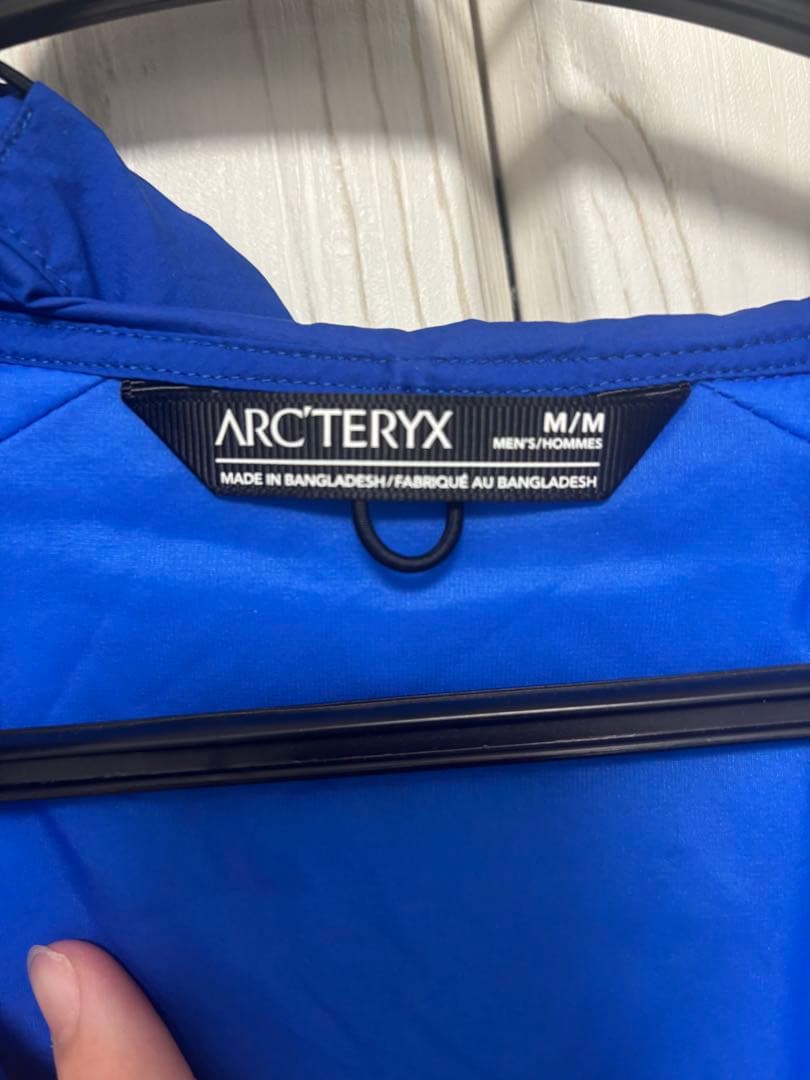 ARC'TERYX
M/M
MEN'S/HOMMES
MADE IN BANGLADESH/FABRIQUÉ AU BANGLADESH